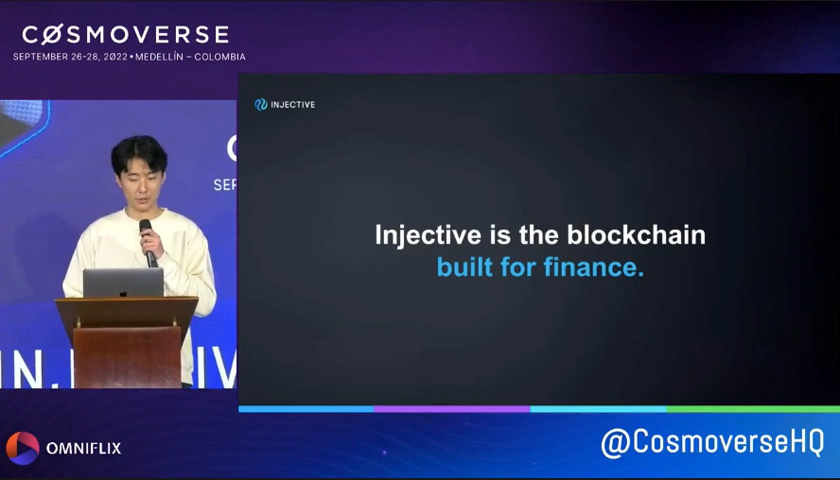 CØSMOVERSE
SEPTEMBER 26-28, 2022 • MEDELLÍN – COLOMBIA
INJECTIVE
Injective is the blockchain
built for finance.
@CosmoverseHQ
OMNIFLIX